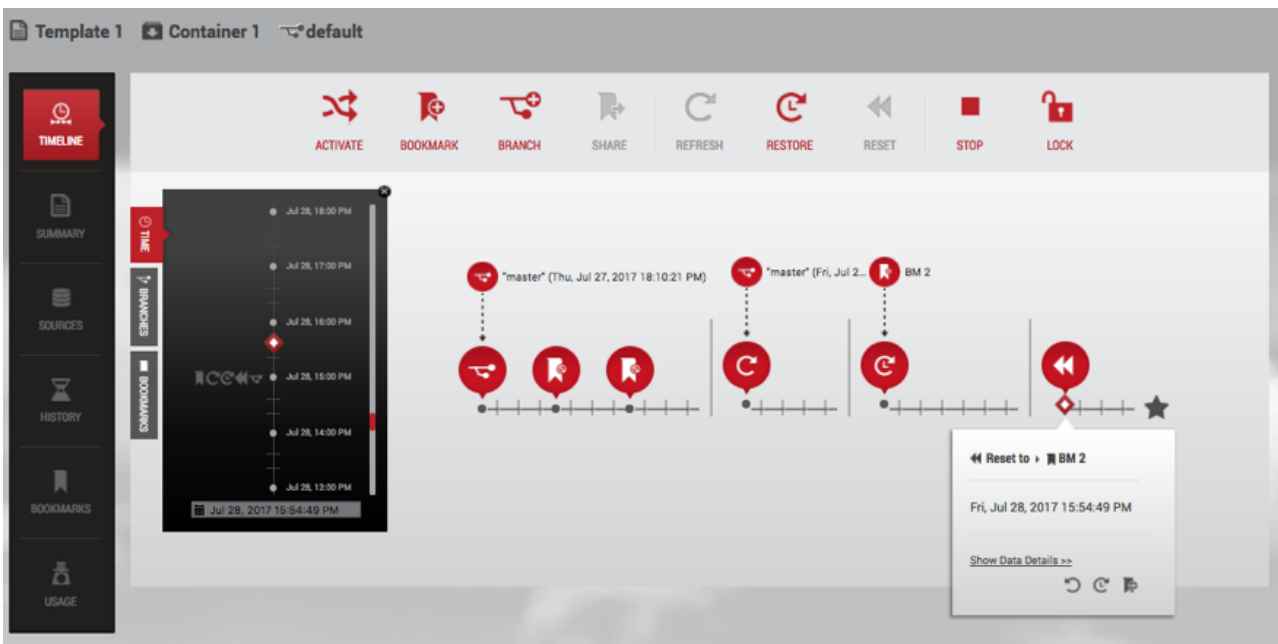 Template 1 Container 1 default
TIMELINE
SUMMARY
SOURCES
HISTORY
BOOKMARKS
USAGE
ACTIVATE BOOKMARK BRANCH SHARE REFRESH RESTORE RESET STOP LOCK
TIME
BRANCHES
BOOKMARKS
Jul 28, 18:00 PM
Jul 28, 17:00 PM
Jul 28, 16:00 PM
Jul 28, 15:00 PM
Jul 28, 14:00 PM
Jul 28, 13:00 PM
Jul 28, 2017 15:54:49 PM
"master" (Thu, Jul 27, 2017 18:10:21 PM) "master" (Fri, Jul 2... BM 2
Reset to BM 2
Fri, Jul 28, 2017 15:54:49 PM
Show Data Details >>